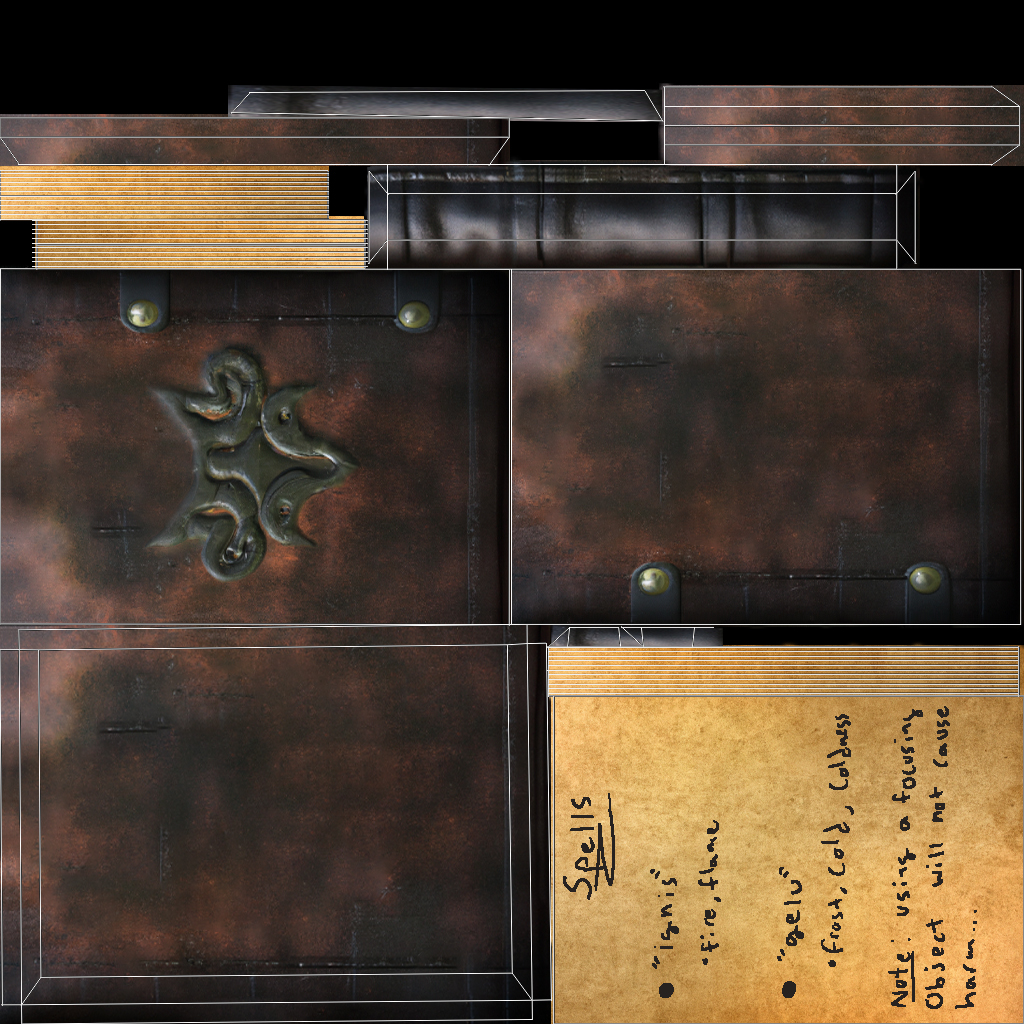 Spells
• "ignis"
• fire, flame
• "gelu"
• frost, cold, coldness
Note: using a focusing
Object will not cause
harm...